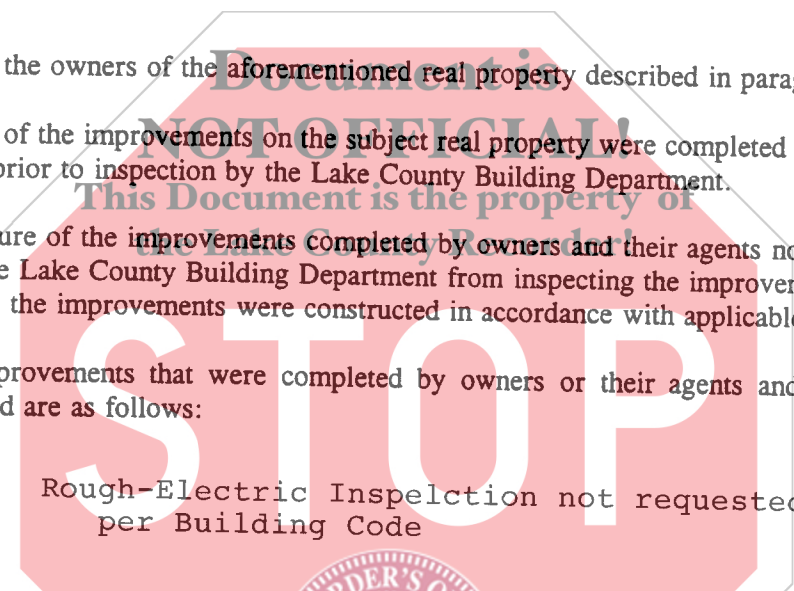 the owners of the aforementioned real property described in para
Document is
of the improvements on the subject real property were completed
NOT OFFICIAL!
prior to inspection by the Lake County Building Department.
This Document is the property of
ure of the improvements completed by owners and their agents no
the Lake County Recorder!
e Lake County Building Department from inspecting the improve
the improvements were constructed in accordance with applicable
provements that were completed by owners or their agents and
d are as follows:
STOP
Rough-Electric Inspelction not requested
per Building Code
RDER'S O